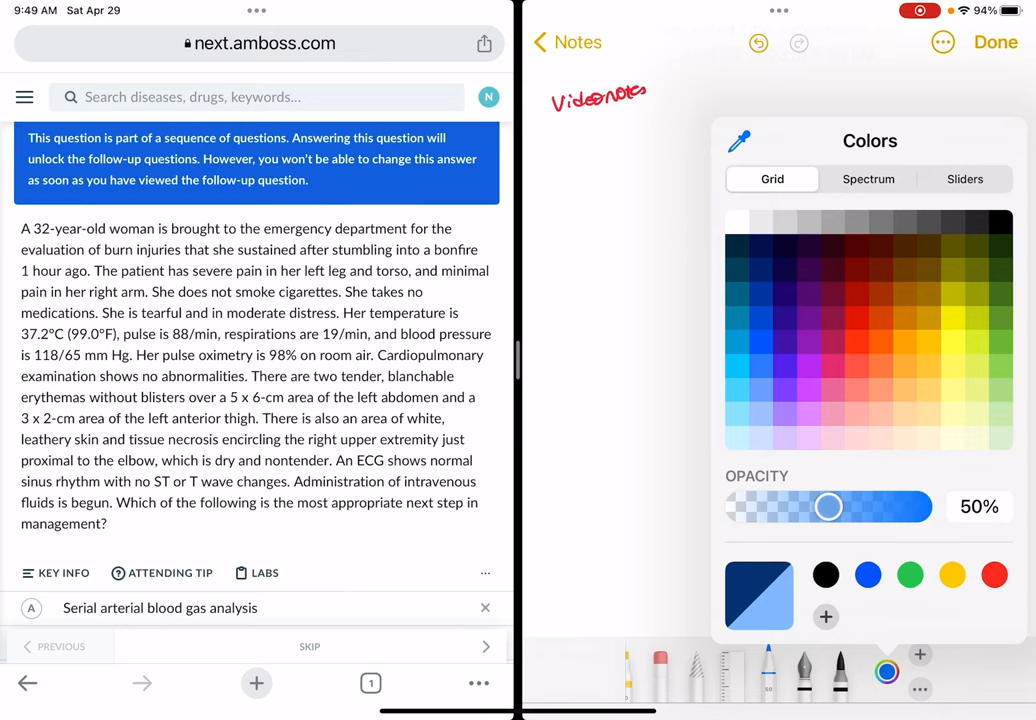 9:49 AM Sat Apr 29
94%
next.amboss.com
Notes
Done
Search diseases, drugs, keywords...
N
Videonotes
This question is part of a sequence of questions. Answering this question will
unlock the follow-up questions. However, you won't be able to change this answer
as soon as you have viewed the follow-up question.
A 32-year-old woman is brought to the emergency department for the
evaluation of burn injuries that she sustained after stumbling into a bonfire
1 hour ago. The patient has severe pain in her left leg and torso, and minimal
pain in her right arm. She does not smoke cigarettes. She takes no
medications. She is tearful and in moderate distress. Her temperature is
37.2°C (99.0°F), pulse is 88/min, respirations are 19/min, and blood pressure
is 118/65 mm Hg. Her pulse oximetry is 98% on room air. Cardiopulmonary
examination shows no abnormalities. There are two tender, blanchable
erythemas without blisters over a 5 x 6-cm area of the left abdomen and a
3 x 2-cm area of the left anterior thigh. There is also an area of white,
leathery skin and tissue necrosis encircling the right upper extremity just
proximal to the elbow, which is dry and nontender. An ECG shows normal
sinus rhythm with no ST or T wave changes. Administration of intravenous
fluids is begun. Which of the following is the most appropriate next step in
management?
KEY INFO
ATTENDING TIP
LABS
A
Serial arterial blood gas analysis
PREVIOUS
SKIP
1
Colors
Grid
Spectrum
Sliders
OPACITY
50%
50